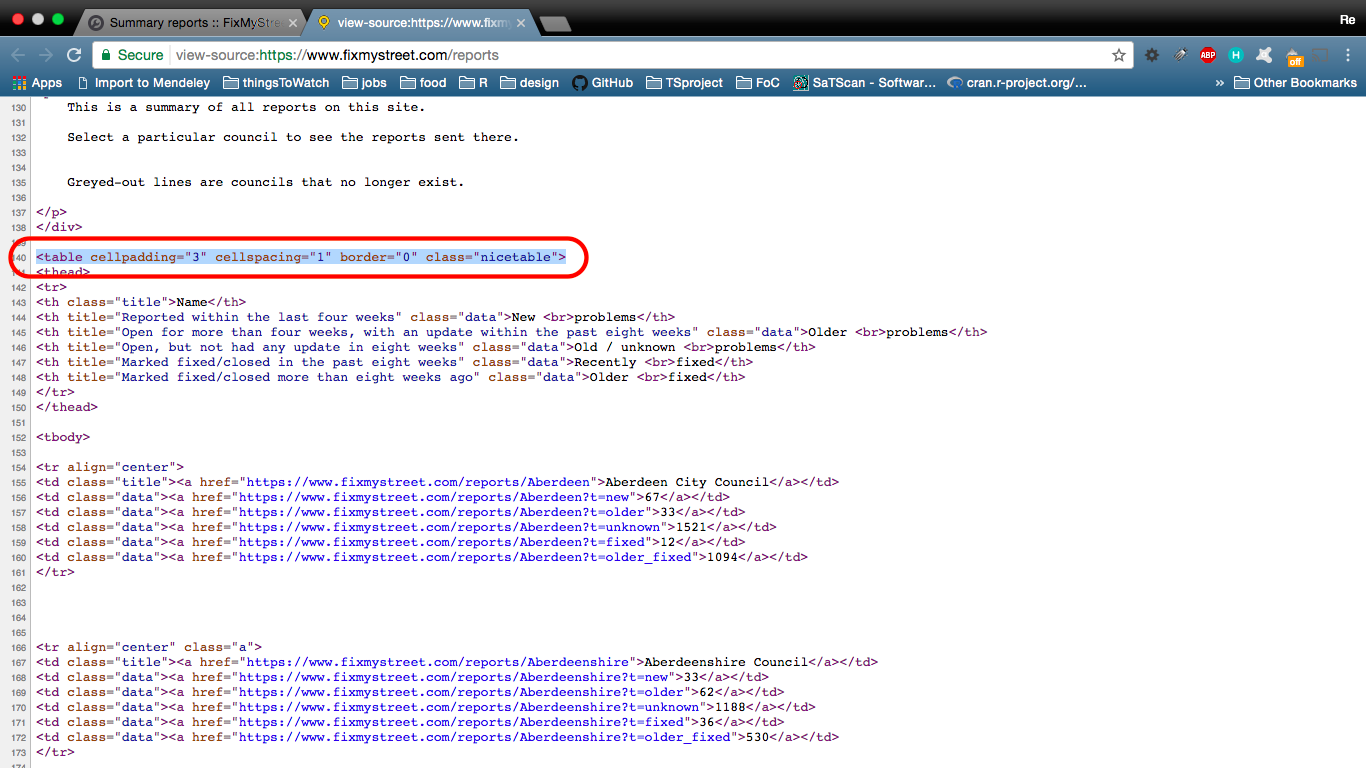 Summary reports :: FixMyStre
view-source:https://www.fixmy
Re
Secure
view-source:https://www.fixmystreet.com/reports
ABP
H
off
Apps
Import to Mendeley
thingsToWatch
jobs
food
R
design
GitHub
TSproject
FoC
SaTScan - Softwar...
cran.r-project.org/...
»
Other Bookmarks
130 This is a summary of all reports on this site.
131
132 Select a particular council to see the reports sent there.
133
134
135 Greyed-out lines are councils that no longer exist.
136
137 </p>
138 </div>
139
140 <table cellpadding="3" cellspacing="1" border="0" class="nicetable">
141 <thead>
142 <tr>
143 <th class="title">Name</th>
144 <th title="Reported within the last four weeks" class="data">New <br>problems</th>
145 <th title="Open for more than four weeks, with an update within the past eight weeks" class="data">Older <br>problems</th>
146 <th title="Open, but not had any update in eight weeks" class="data">Old / unknown <br>problems</th>
147 <th title="Marked fixed/closed in the past eight weeks" class="data">Recently <br>fixed</th>
148 <th title="Marked fixed/closed more than eight weeks ago" class="data">Older <br>fixed</th>
149 </tr>
150 </thead>
151
152 <tbody>
153
154 <tr align="center">
155 <td class="title"><a href="https://www.fixmystreet.com/reports/Aberdeen">Aberdeen City Council</a></td>
156 <td class="data"><a href="https://www.fixmystreet.com/reports/Aberdeen?t=new">67</a></td>
157 <td class="data"><a href="https://www.fixmystreet.com/reports/Aberdeen?t=older">33</a></td>
158 <td class="data"><a href="https://www.fixmystreet.com/reports/Aberdeen?t=unknown">1521</a></td>
159 <td class="data"><a href="https://www.fixmystreet.com/reports/Aberdeen?t=fixed">12</a></td>
160 <td class="data"><a href="https://www.fixmystreet.com/reports/Aberdeen?t=older_fixed">1094</a></td>
161 </tr>
162
163
164
165
166 <tr align="center" class="a">
167 <td class="title"><a href="https://www.fixmystreet.com/reports/Aberdeenshire">Aberdeenshire Council</a></td>
168 <td class="data"><a href="https://www.fixmystreet.com/reports/Aberdeenshire?t=new">33</a></td>
169 <td class="data"><a href="https://www.fixmystreet.com/reports/Aberdeenshire?t=older">62</a></td>
170 <td class="data"><a href="https://www.fixmystreet.com/reports/Aberdeenshire?t=unknown">1188</a></td>
171 <td class="data"><a href="https://www.fixmystreet.com/reports/Aberdeenshire?t=fixed">36</a></td>
172 <td class="data"><a href="https://www.fixmystreet.com/reports/Aberdeenshire?t=older_fixed">530</a></td>
173 </tr>
174